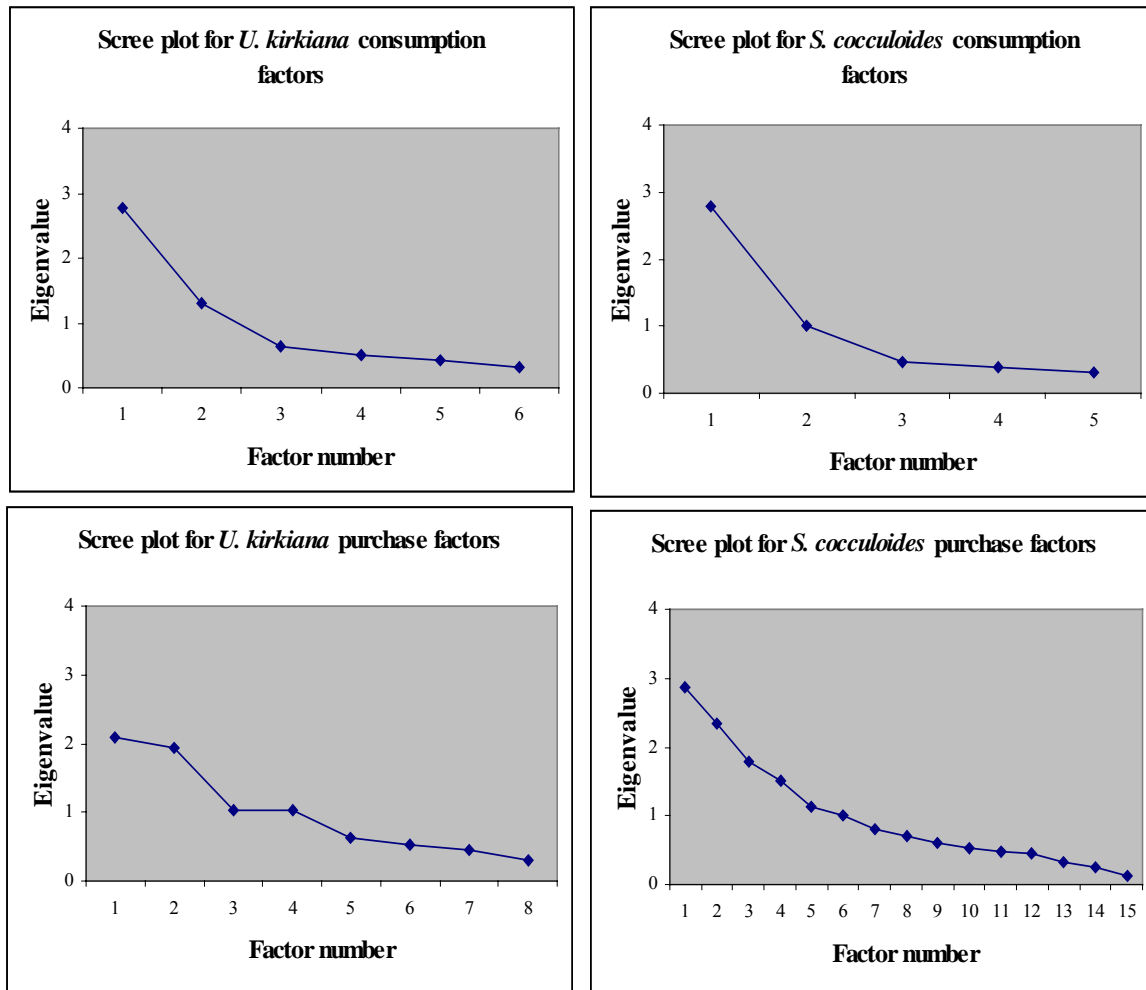 Scree plot for U. kirkiana consumption
factors
4
3
2
1
0
Eigenvalue
1 2 3 4 5 6
Factor number
Scree plot for S. cocculoides consumption
factors
4
3
2
1
0
Eigenvalue
1 2 3 4 5
Factor number
Scree plot for U. kirkiana purchase factors
4
3
2
1
0
Eigenvalue
1 2 3 4 5 6 7 8
Factor number
Scree plot for S. cocculoides purchase factors
4
3
2
1
0
Eigenvalue
1 2 3 4 5 6 7 8 9 10 11 12 13 14 15
Factor number